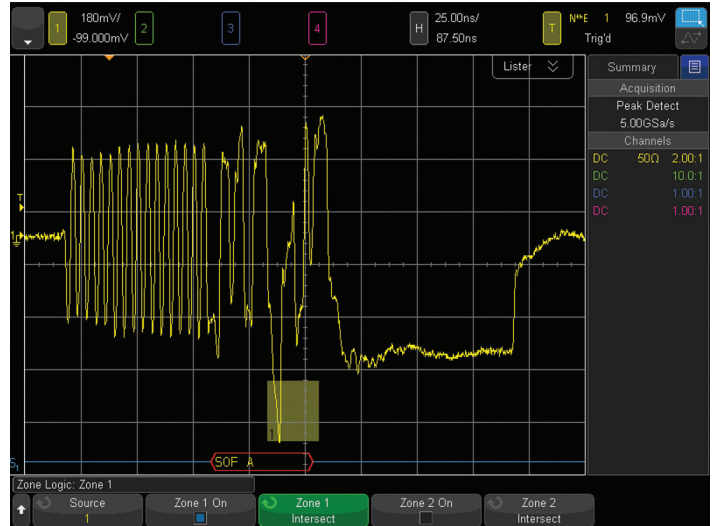 1 180mV/ 2 3 4 H 25.00ns/ T NthE 1 96.9mV
-99.000mV 87.50ns Trig'd
Lister Summary
Acquisition
Peak Detect
5.00GSa/s
Channels
DC 50Ω 2.00:1
DC 10.0:1
DC 1.00:1
DC 1.00:1
T
1
1
S1 SOF A
Zone Logic: Zone 1
Source Zone 1 On Zone 1 Zone 2 On Zone 2
1 Intersect Intersect